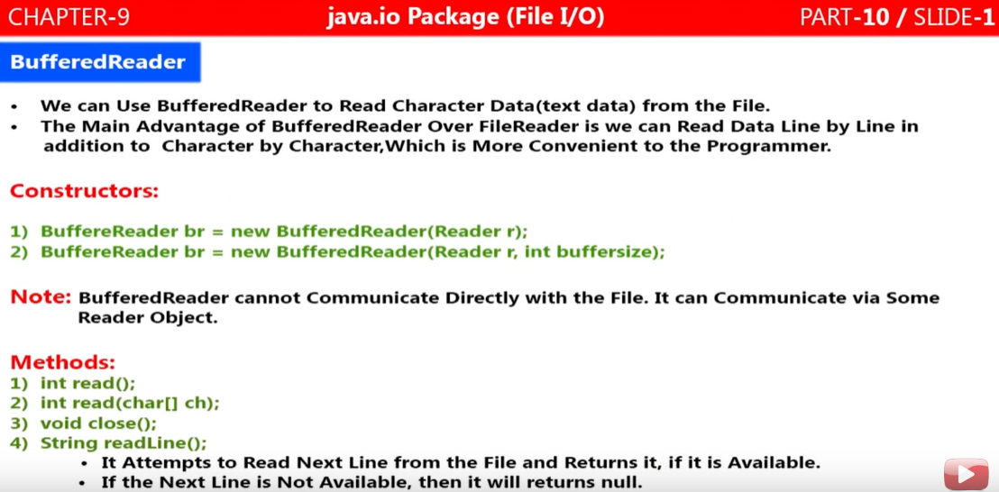 CHAPTER-9 java.io Package (File I/O) PART-10 / SLIDE-1
BufferedReader
• We can Use BufferedReader to Read Character Data(text data) from the File.
• The Main Advantage of BufferedReader Over FileReader is we can Read Data Line by Line in
addition to Character by Character,Which is More Convenient to the Programmer.
Constructors:
1) BuffereReader br = new BufferedReader(Reader r);
2) BuffereReader br = new BufferedReader(Reader r, int buffersize);
Note: BufferedReader cannot Communicate Directly with the File. It can Communicate via Some
Reader Object.
Methods:
1) int read();
2) int read(char[] ch);
3) void close();
4) String readLine();
• It Attempts to Read Next Line from the File and Returns it, if it is Available.
• If the Next Line is Not Available, then it will returns null.